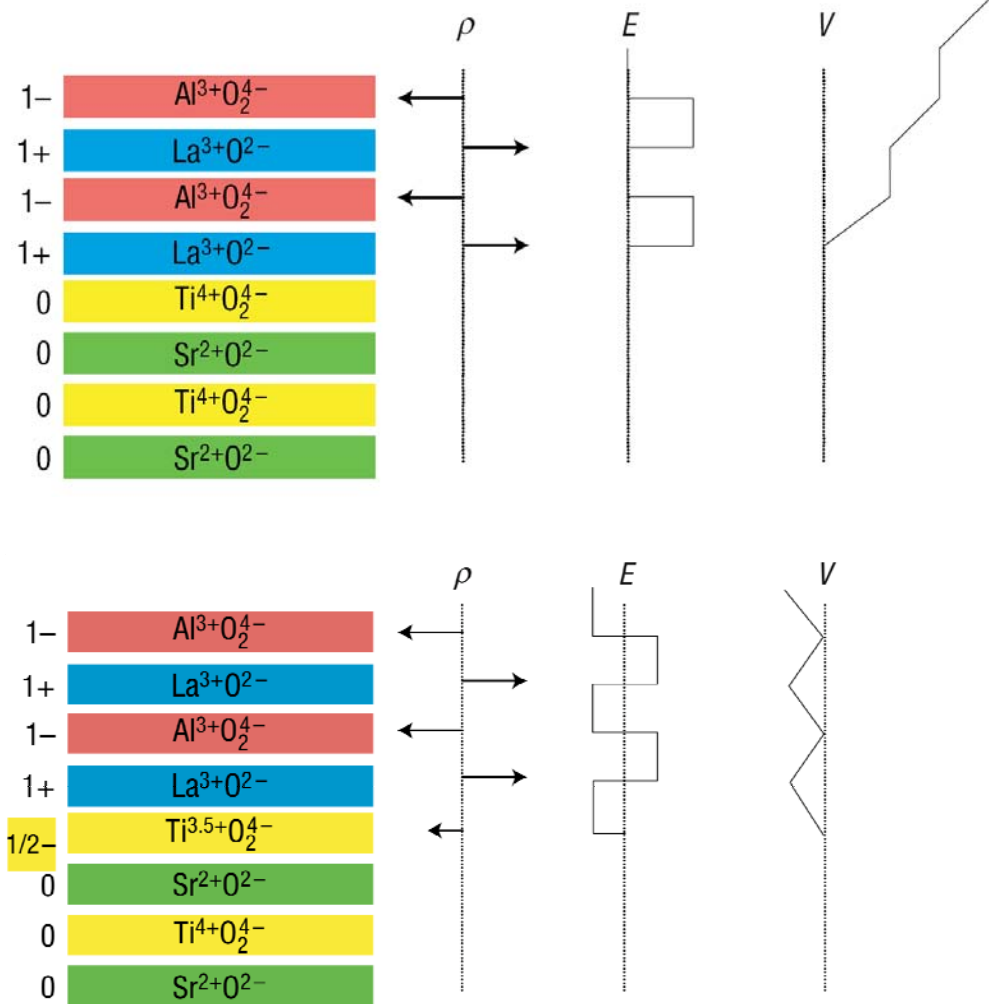 ρ E V
1− Al³⁺O₂⁴⁻
1+ La³⁺O²⁻
1− Al³⁺O₂⁴⁻
1+ La³⁺O²⁻
0 Ti⁴⁺O₂⁴⁻
0 Sr²⁺O²⁻
0 Ti⁴⁺O₂⁴⁻
0 Sr²⁺O²⁻
ρ E V
1− Al³⁺O₂⁴⁻
1+ La³⁺O²⁻
1− Al³⁺O₂⁴⁻
1+ La³⁺O²⁻
1/2− Ti³·⁵⁺O₂⁴⁻
0 Sr²⁺O²⁻
0 Ti⁴⁺O₂⁴⁻
0 Sr²⁺O²⁻